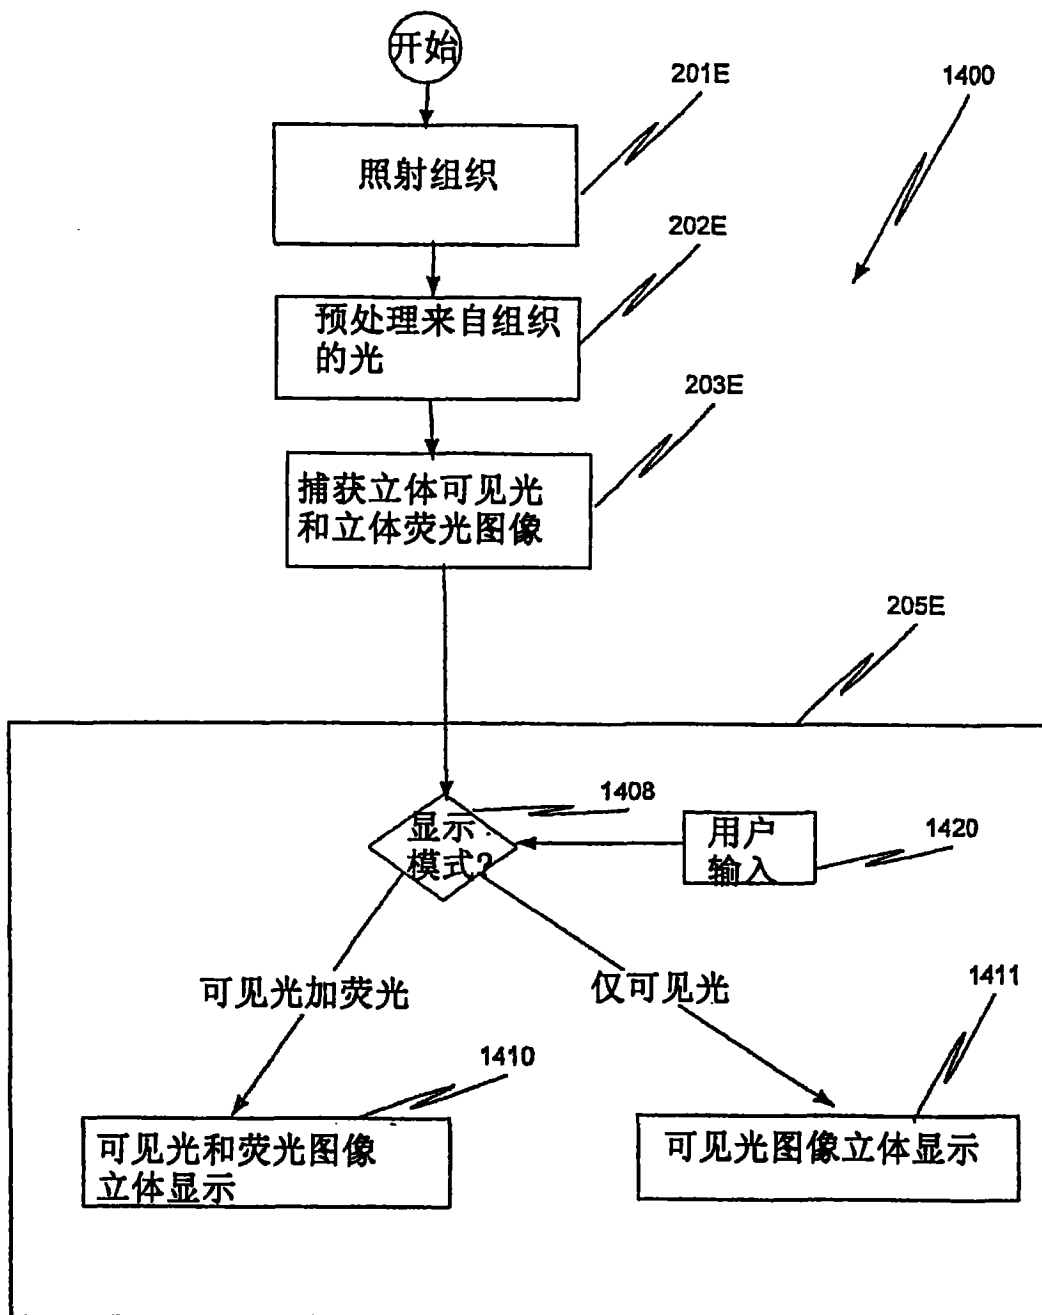 开始
201E
1400
照射组织
202E
预处理来自组织
的光
203E
捕获立体可见光
和立体荧光图像
205E
1408
显示
模式?
用户
输入
1420
可见光加荧光
仅可见光
1411
1410
可见光和荧光图像
立体显示
可见光图像立体显示